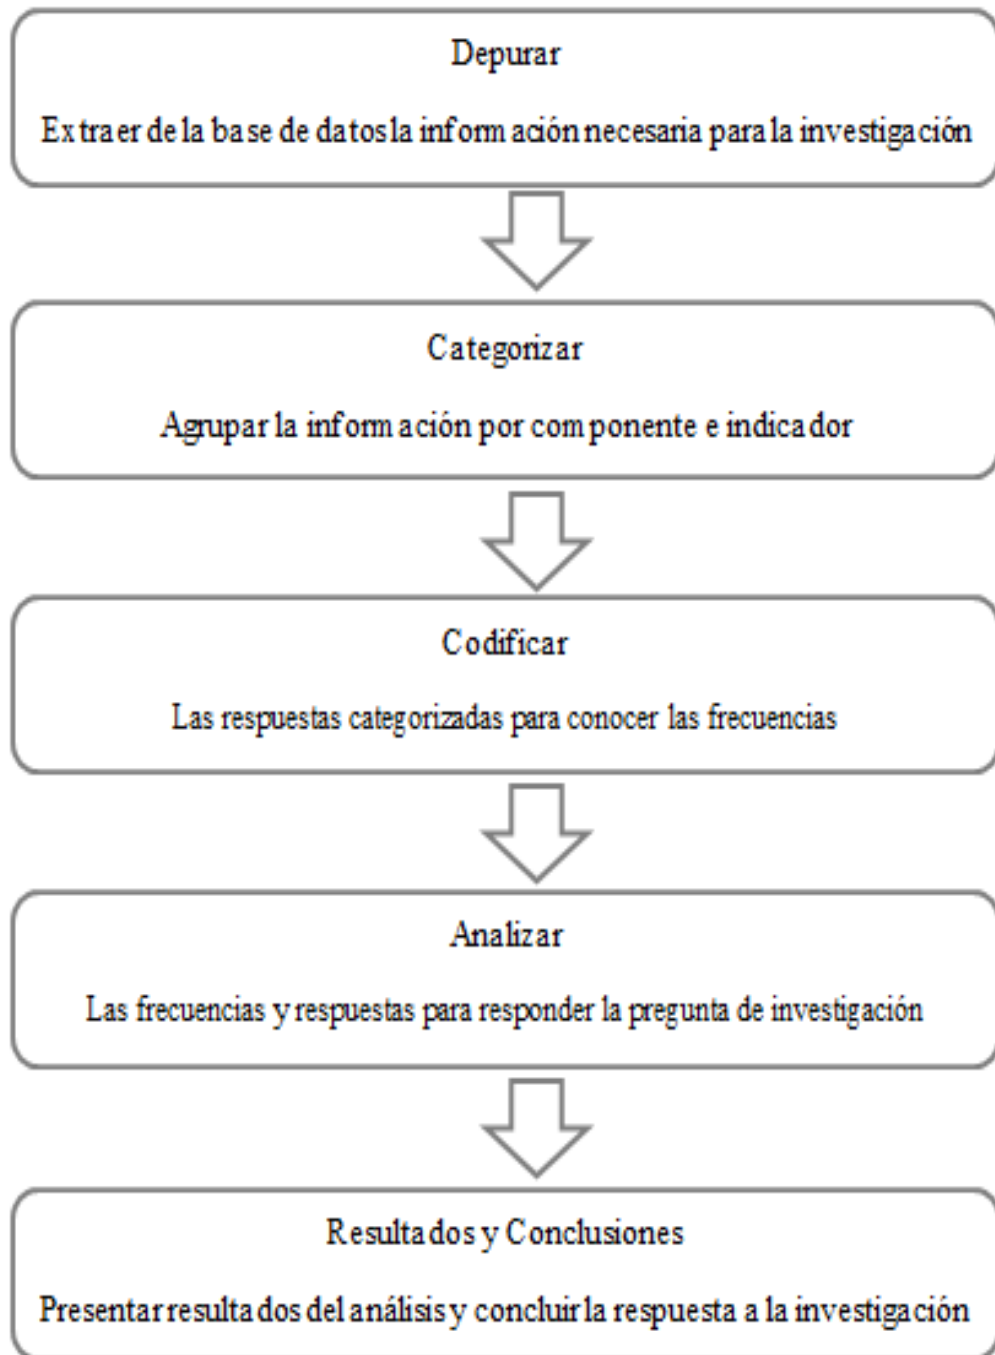 Depurar
Extraer de la base de datos la información necesaria para la investigación
Categorizar
Agrupar la información por componente e indicador
Codificar
Las respuestas categorizadas para conocer las frecuencias
Analizar
Las frecuencias y respuestas para responder la pregunta de investigación
Resultados y Conclusiones
Presentar resultados del análisis y concluir la respuesta a la investigación